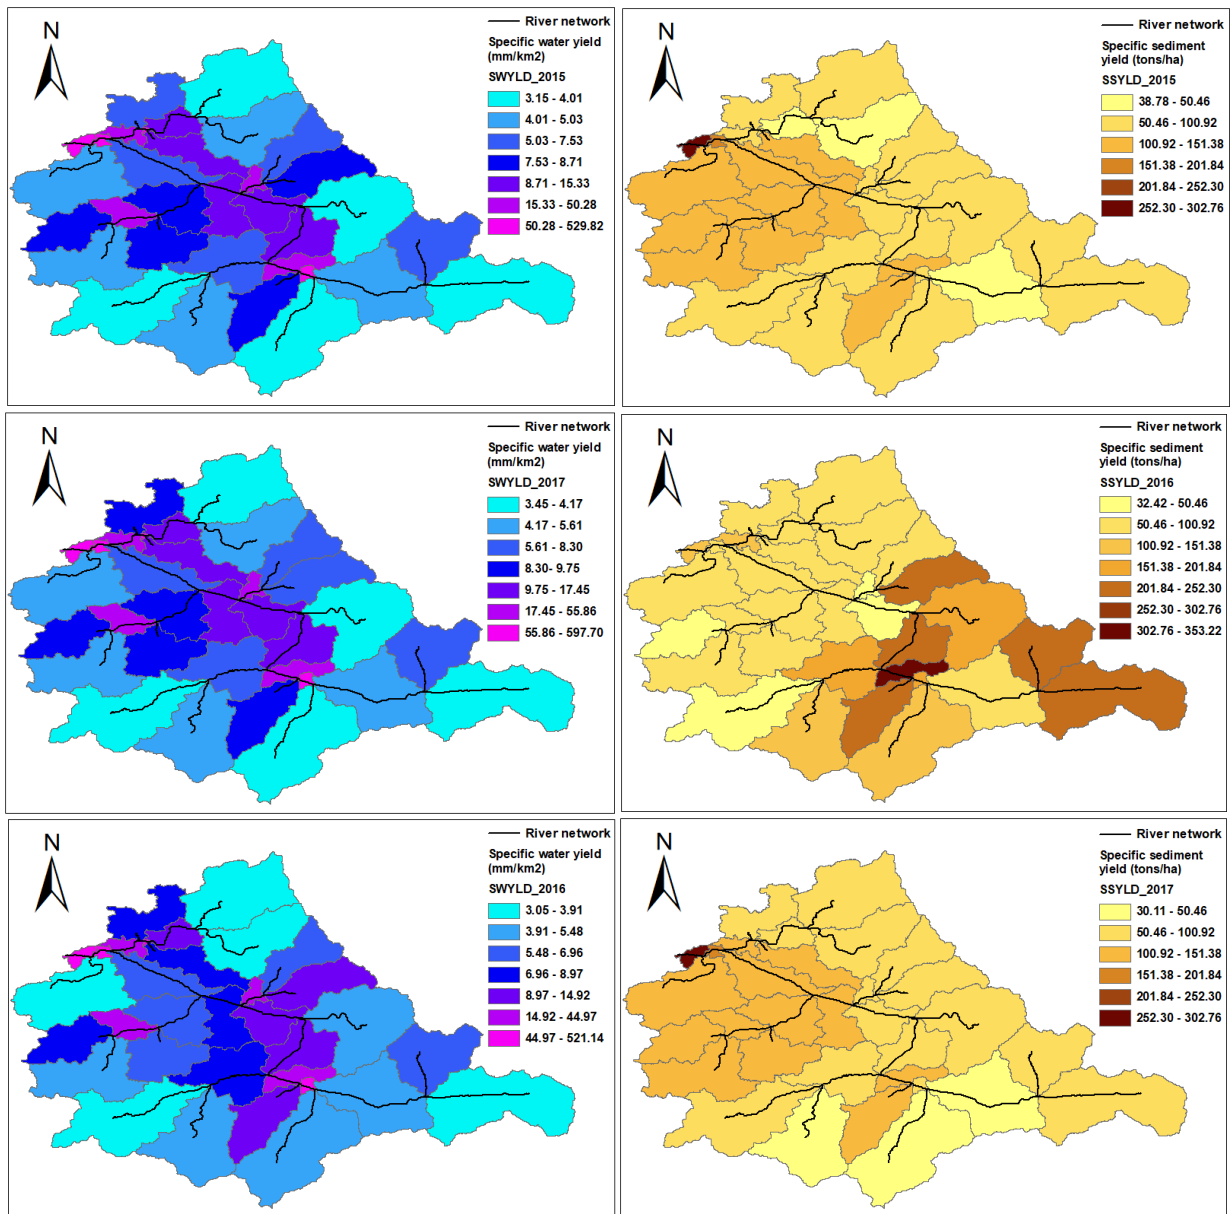 N
River network
Specific water yield
(mm/km2)
SWYLD_2015
3.15 - 4.01
4.01 - 5.03
5.03 - 7.53
7.53 - 8.71
8.71 - 15.33
15.33 - 50.28
50.28 - 529.82
N
River network
Specific sediment
yield (tons/ha)
SSYLD_2015
38.78 - 50.46
50.46 - 100.92
100.92 - 151.38
151.38 - 201.84
201.84 - 252.30
252.30 - 302.76
N
River network
Specific water yield
(mm/km2)
SWYLD_2017
3.45 - 4.17
4.17 - 5.61
5.61 - 8.30
8.30- 9.75
9.75 - 17.45
17.45 - 55.86
55.86 - 597.70
N
River network
Specific sediment
yield (tons/ha)
SSYLD_2016
32.42 - 50.46
50.46 - 100.92
100.92 - 151.38
151.38 - 201.84
201.84 - 252.30
252.30 - 302.76
302.76 - 353.22
N
River network
Specific water yield
(mm/km2)
SWYLD_2016
3.05 - 3.91
3.91 - 5.48
5.48 - 6.96
6.96 - 8.97
8.97 - 14.92
14.92 - 44.97
44.97 - 521.14
N
River network
Specific sediment
yield (tons/ha)
SSYLD_2017
30.11 - 50.46
50.46 - 100.92
100.92 - 151.38
151.38 - 201.84
201.84 - 252.30
252.30 - 302.76